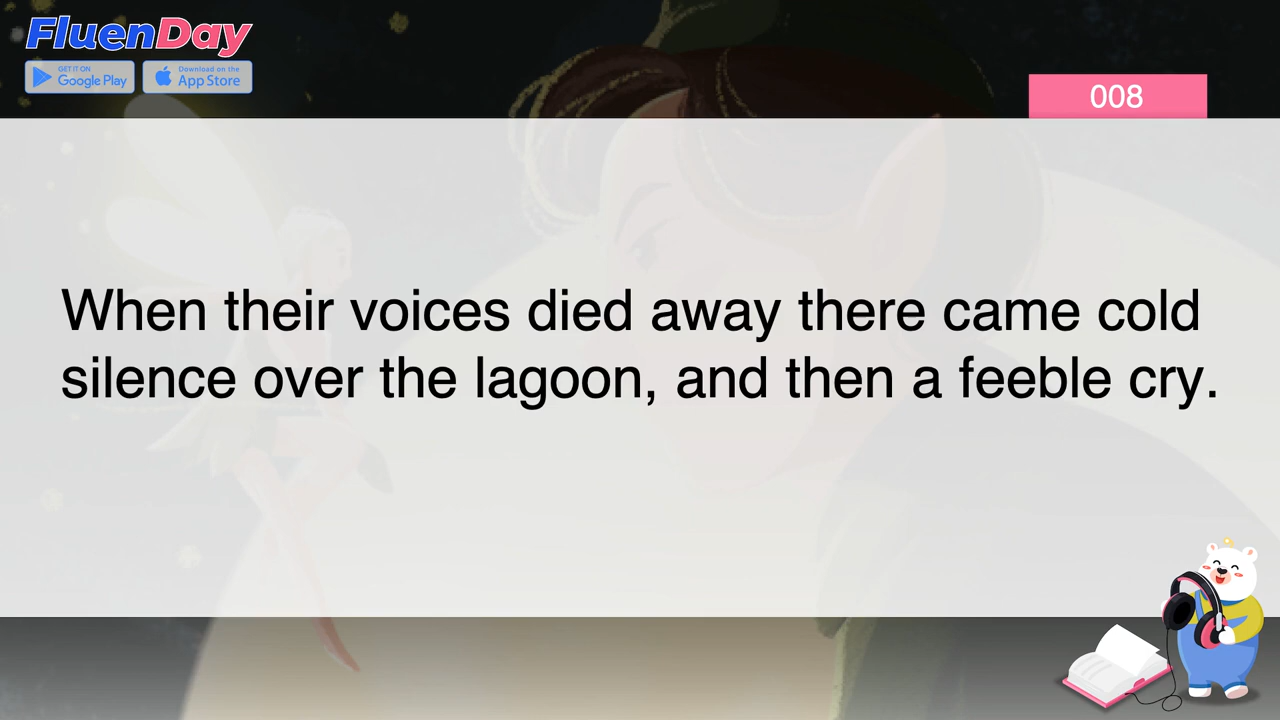 FluenDay
GET IT ON
Google Play
Download on the
App Store
008
When their voices died away there came cold
silence over the lagoon, and then a feeble cry.